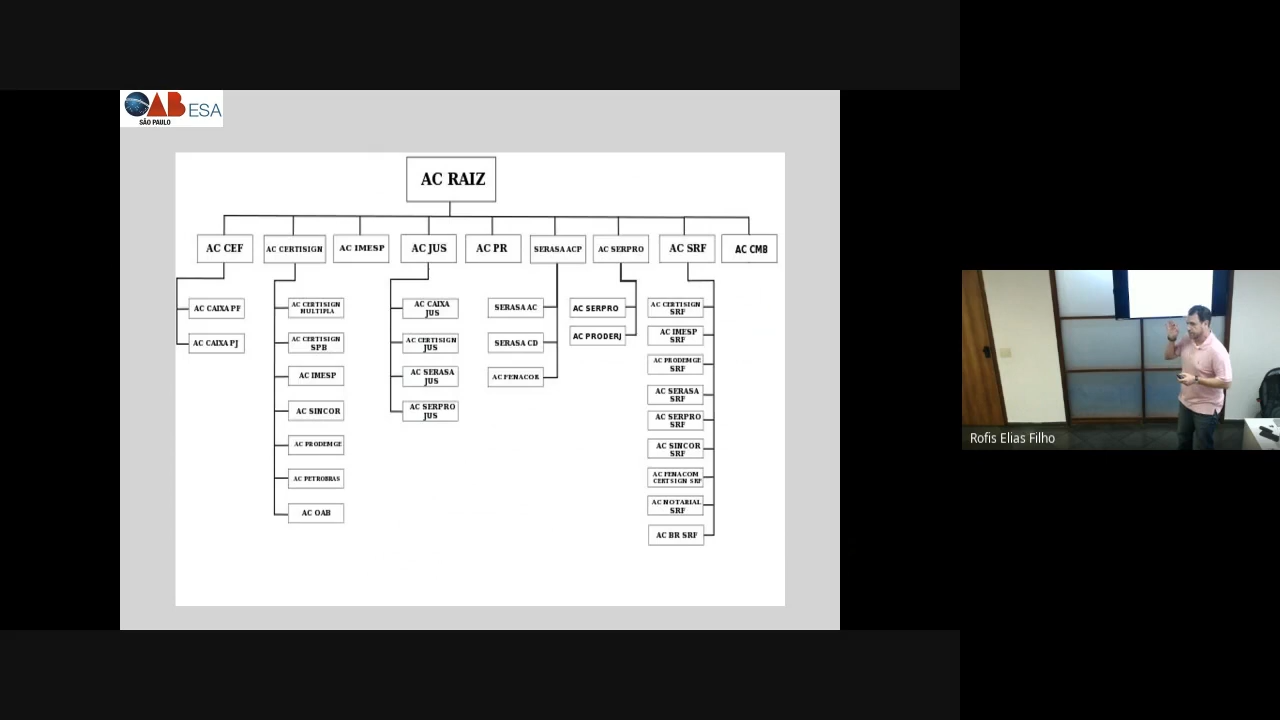 OAB ESA
SÃO PAULO
AC RAIZ
AC CEF
AC CERTISIGN
AC IMESP
AC JUS
AC PR
SERASA ACP
AC SERPRO
AC SRF
AC CMB
AC CAIXA PF
AC CAIXA PJ
AC CERTISIGN
MULTIPLA
AC CERTISIGN
SPB
AC IMESP
AC SINCOR
AC PRODEMGE
AC PETROBRAS
AC OAB
AC CAIXA
JUS
AC CERTISIGN
JUS
AC SERASA
JUS
AC SERPRO
JUS
SERASA AC
SERASA CD
AC FENACOR
AC SERPRO
AC PRODERJ
AC CERTISIGN
SRF
AC IMESP
SRF
AC PRODEMGE
SRF
AC SERASA
SRF
AC SERPRO
SRF
AC SINCOR
SRF
AC FENACOM
CERTSIGN SRF
AC NOTARIAL
SRF
AC BR SRF
Rofis Elias Filho